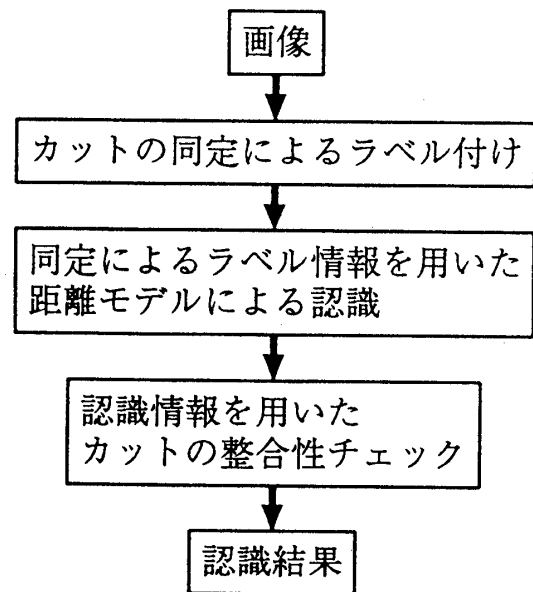 画像
カットの同定によるラベル付け
同定によるラベル情報を用いた
距離モデルによる認識
認識情報を用いた
カットの整合性チェック
認識結果